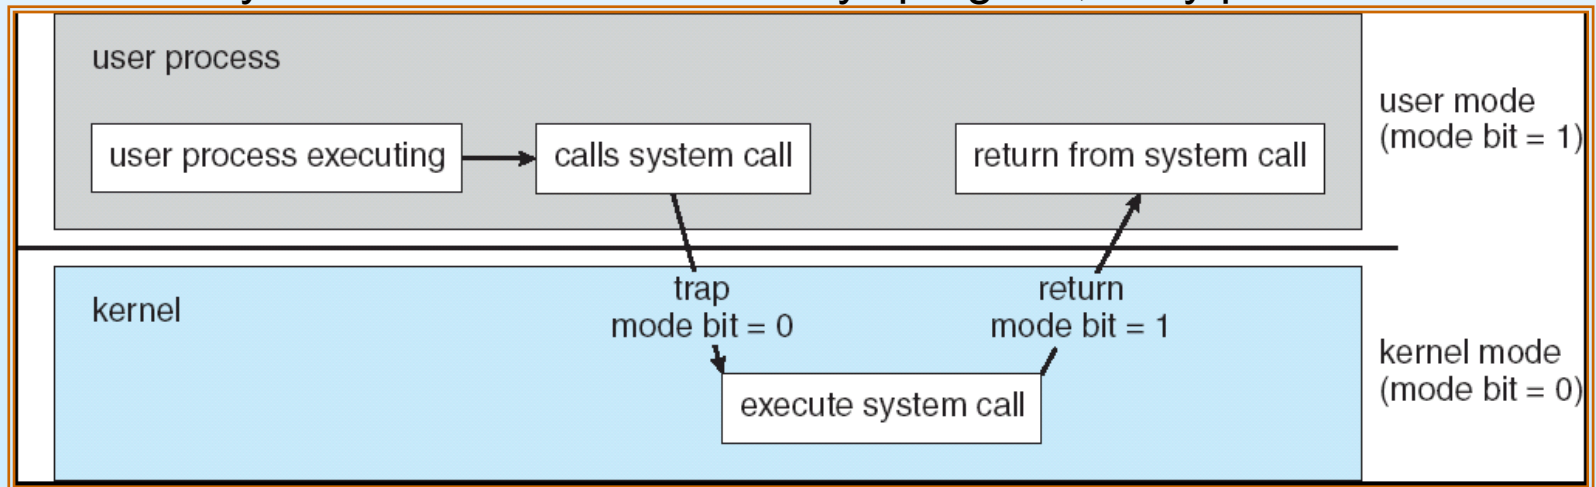 user process
user process executing
calls system call
return from system call
user mode
(mode bit = 1)
kernel
trap
mode bit = 0
return
mode bit = 1
execute system call
kernel mode
(mode bit = 0)